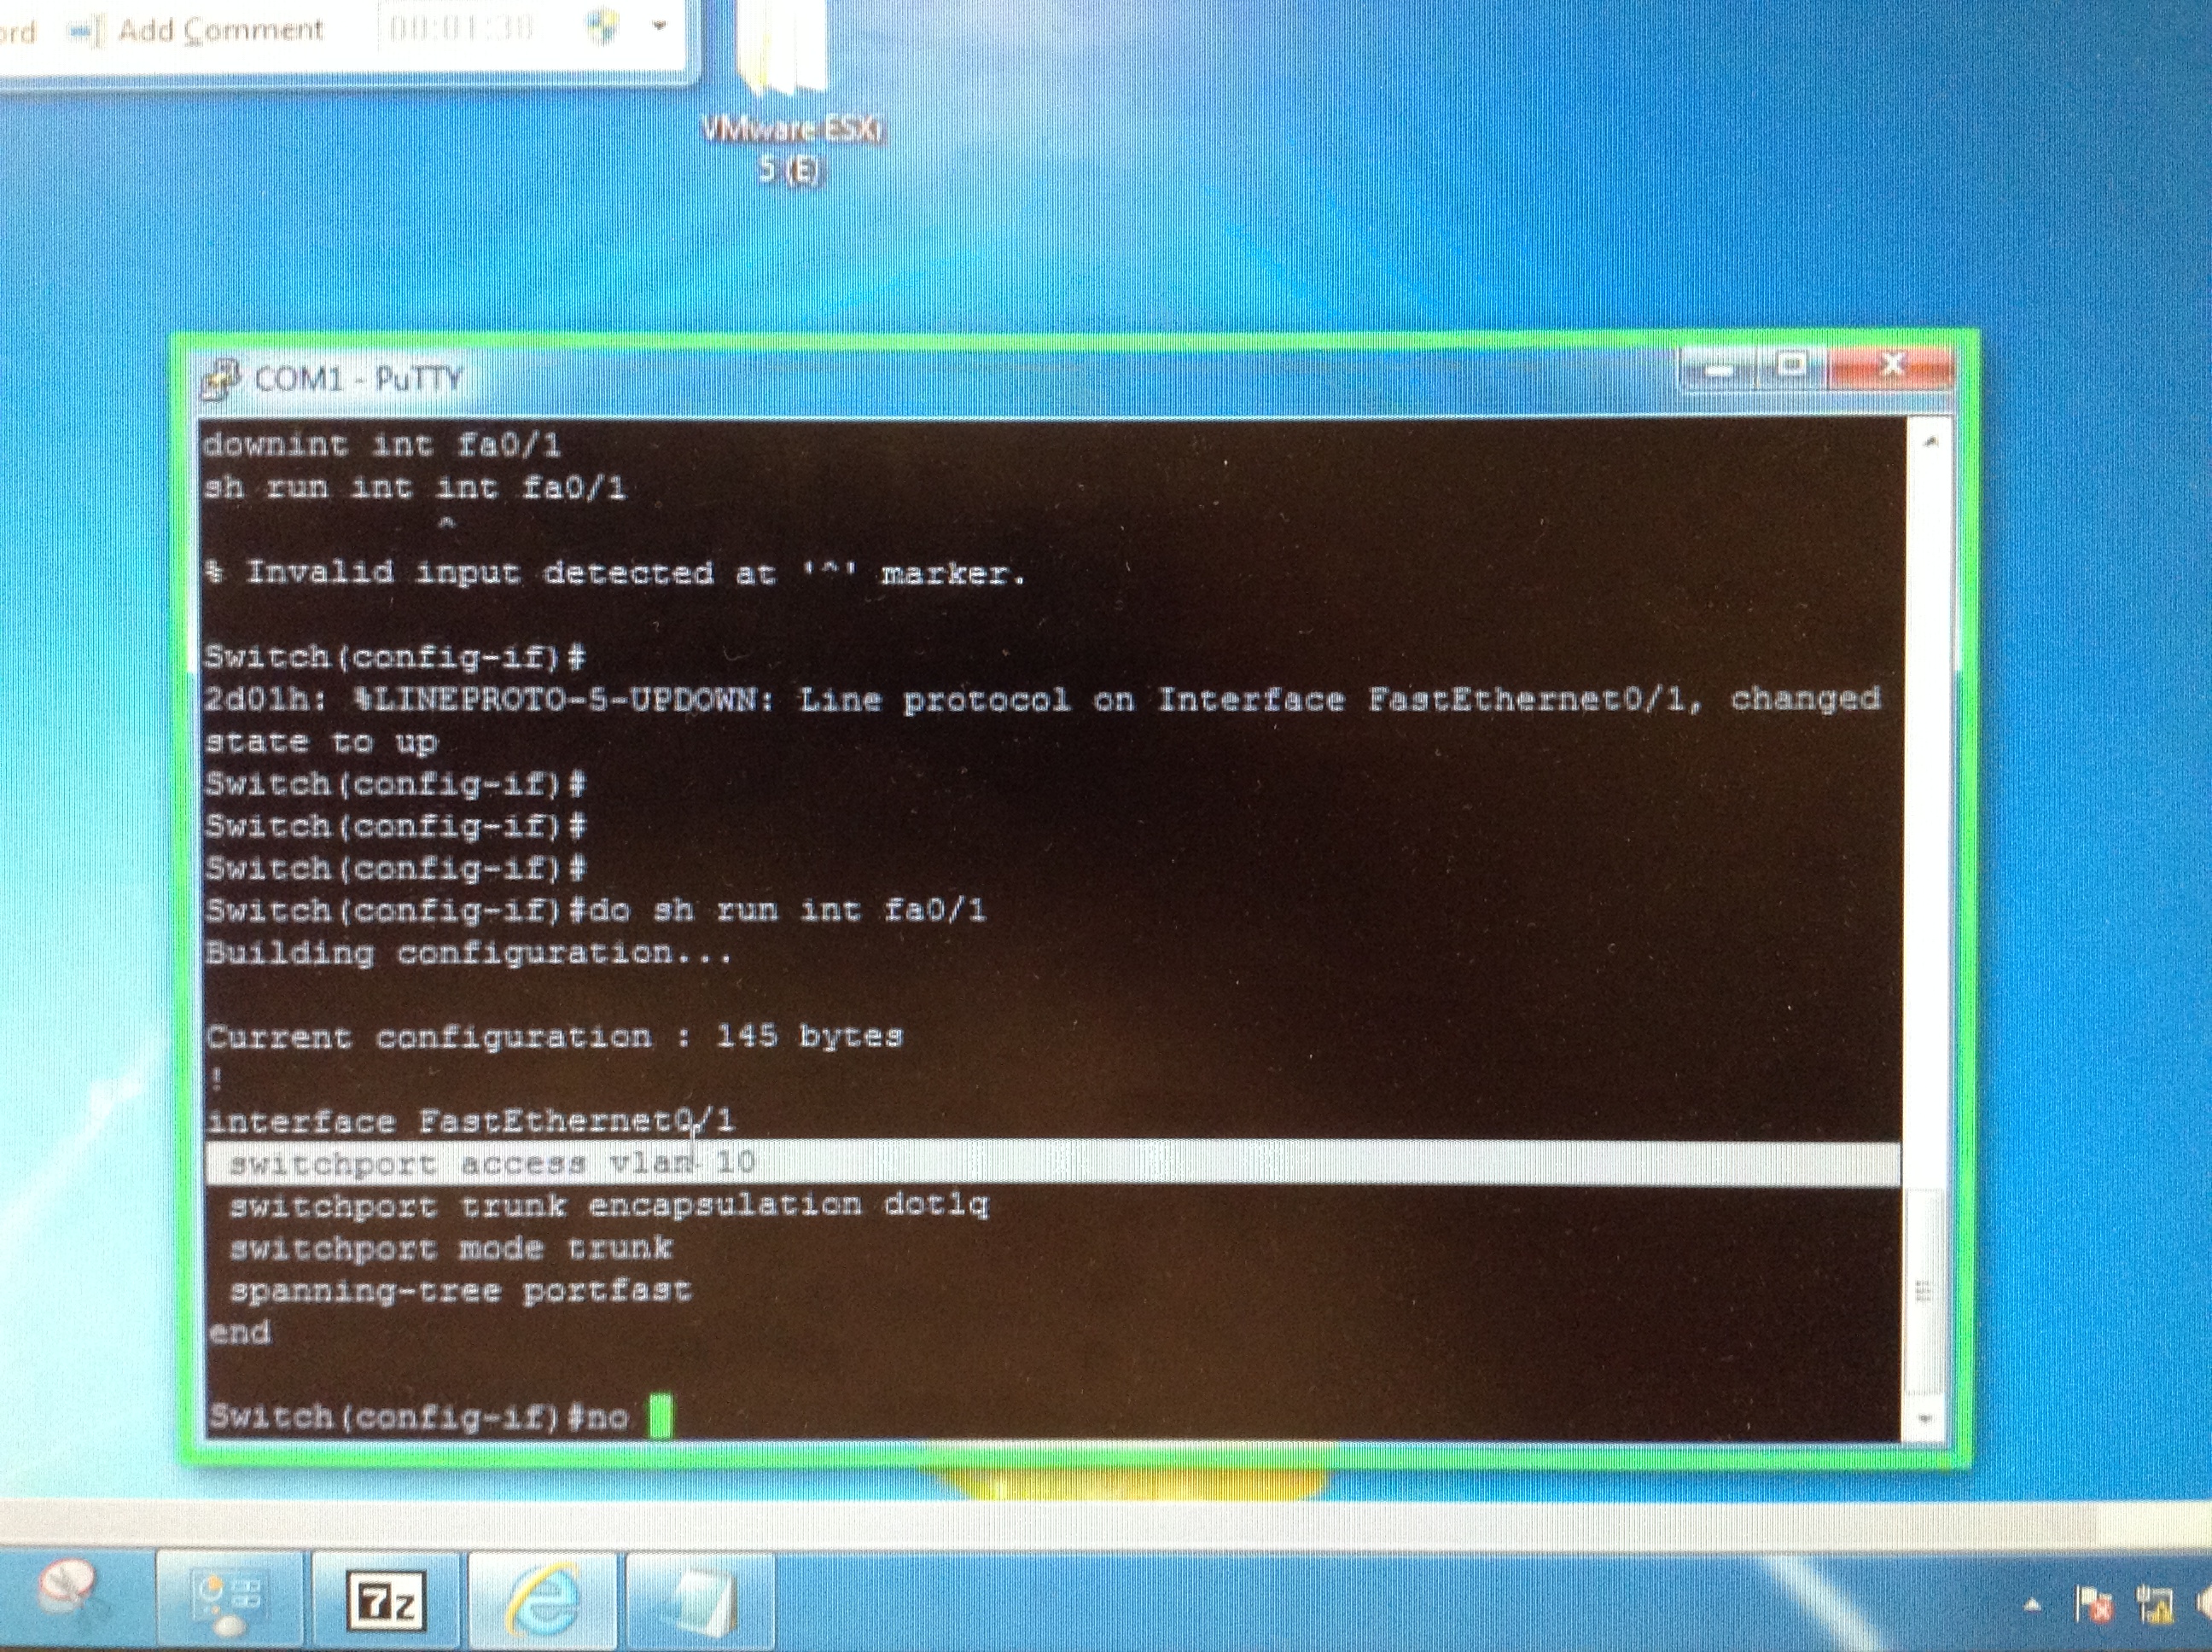 ord Add Comment 00:01:30
VMware ESXi
5 (E)
COM1 - PuTTY
downint int fa0/1
sh run int int fa0/1
^
% Invalid input detected at '^' marker.
Switch(config-if)#
2d01h: %LINEPROTO-5-UPDOWN: Line protocol on Interface FastEthernet0/1, changed
state to up
Switch(config-if)#
Switch(config-if)#
Switch(config-if)#
Switch(config-if)#do sh run int fa0/1
Building configuration...
Current configuration : 145 bytes
!
interface FastEthernet0/1
switchport access vlan 10
switchport trunk encapsulation dot1q
switchport mode trunk
spanning-tree portfast
end
Switch(config-if)#no
7z